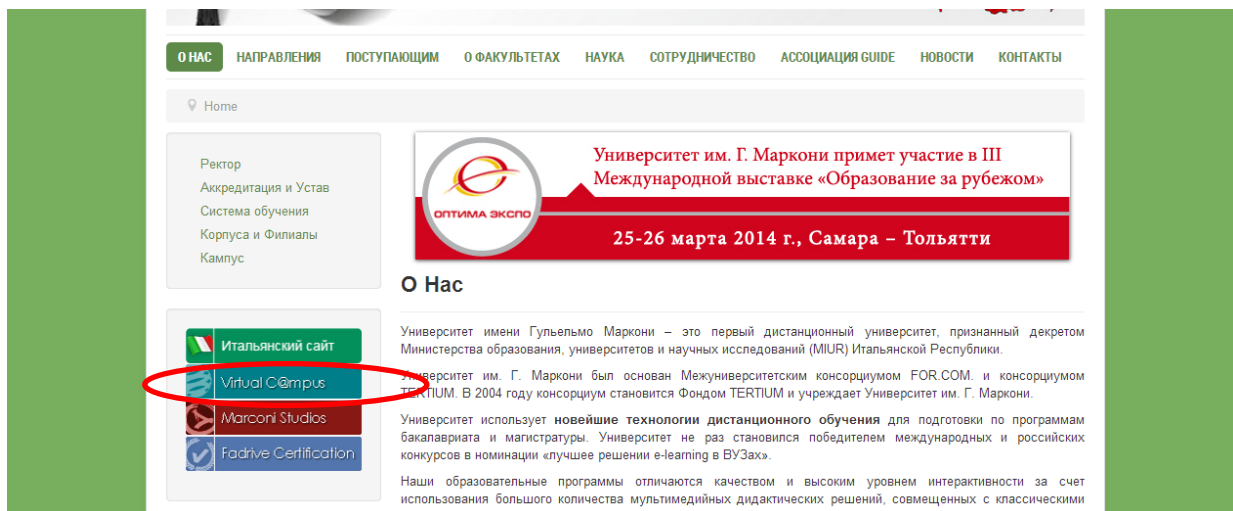 О НАС НАПРАВЛЕНИЯ ПОСТУПАЮЩИМ О ФАКУЛЬТЕТАХ НАУКА СОТРУДНИЧЕСТВО АССОЦИАЦИЯ GUIDE НОВОСТИ КОНТАКТЫ
Home
Ректор
Аккредитация и Устав
Система обучения
Корпуса и Филиалы
Кампус
Итальянский сайт
Virtual C@mpus
Marconi Studios
Fadrive Certification
ОПТИМА ЭКСПО
Университет им. Г. Маркони примет участие в III
Международной выставке «Образование за рубежом»
25-26 марта 2014 г., Самара – Тольятти
О Нас
Университет имени Гульельмо Маркони – это первый дистанционный университет, признанный декретом
Министерства образования, университетов и научных исследований (MIUR) Итальянской Республики.
Университет им. Г. Маркони был основан Межуниверситетским консорциумом FOR.COM. и консорциумом
TERTIUM. В 2004 году консорциум становится Фондом TERTIUM и учреждает Университет им. Г. Маркони.
Университет использует новейшие технологии дистанционного обучения для подготовки по программам
бакалавриата и магистратуры. Университет не раз становился победителем международных и российских
конкурсов в номинации «лучшее решении e-learning в ВУЗах».
Наши образовательные программы отличаются качеством и высоким уровнем интерактивности за счет
использования большого количества мультимедийных дидактических решений, совмещенных с классическими